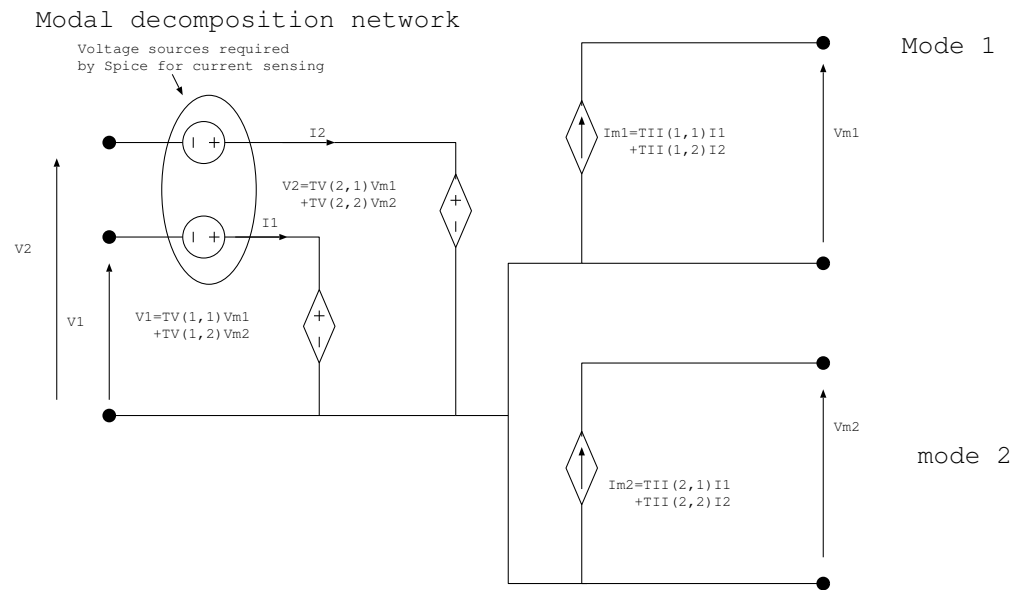 Modal decomposition network
Voltage sources required
by Spice for current sensing
Mode 1
I2
Im1=TII(1,1)I1
+TII(1,2)I2
Vm1
V2=TV(2,1)Vm1
+TV(2,2)Vm2
I1
V2
V1
V1=TV(1,1)Vm1
+TV(1,2)Vm2
Vm2
mode 2
Im2=TII(2,1)I1
+TII(2,2)I2